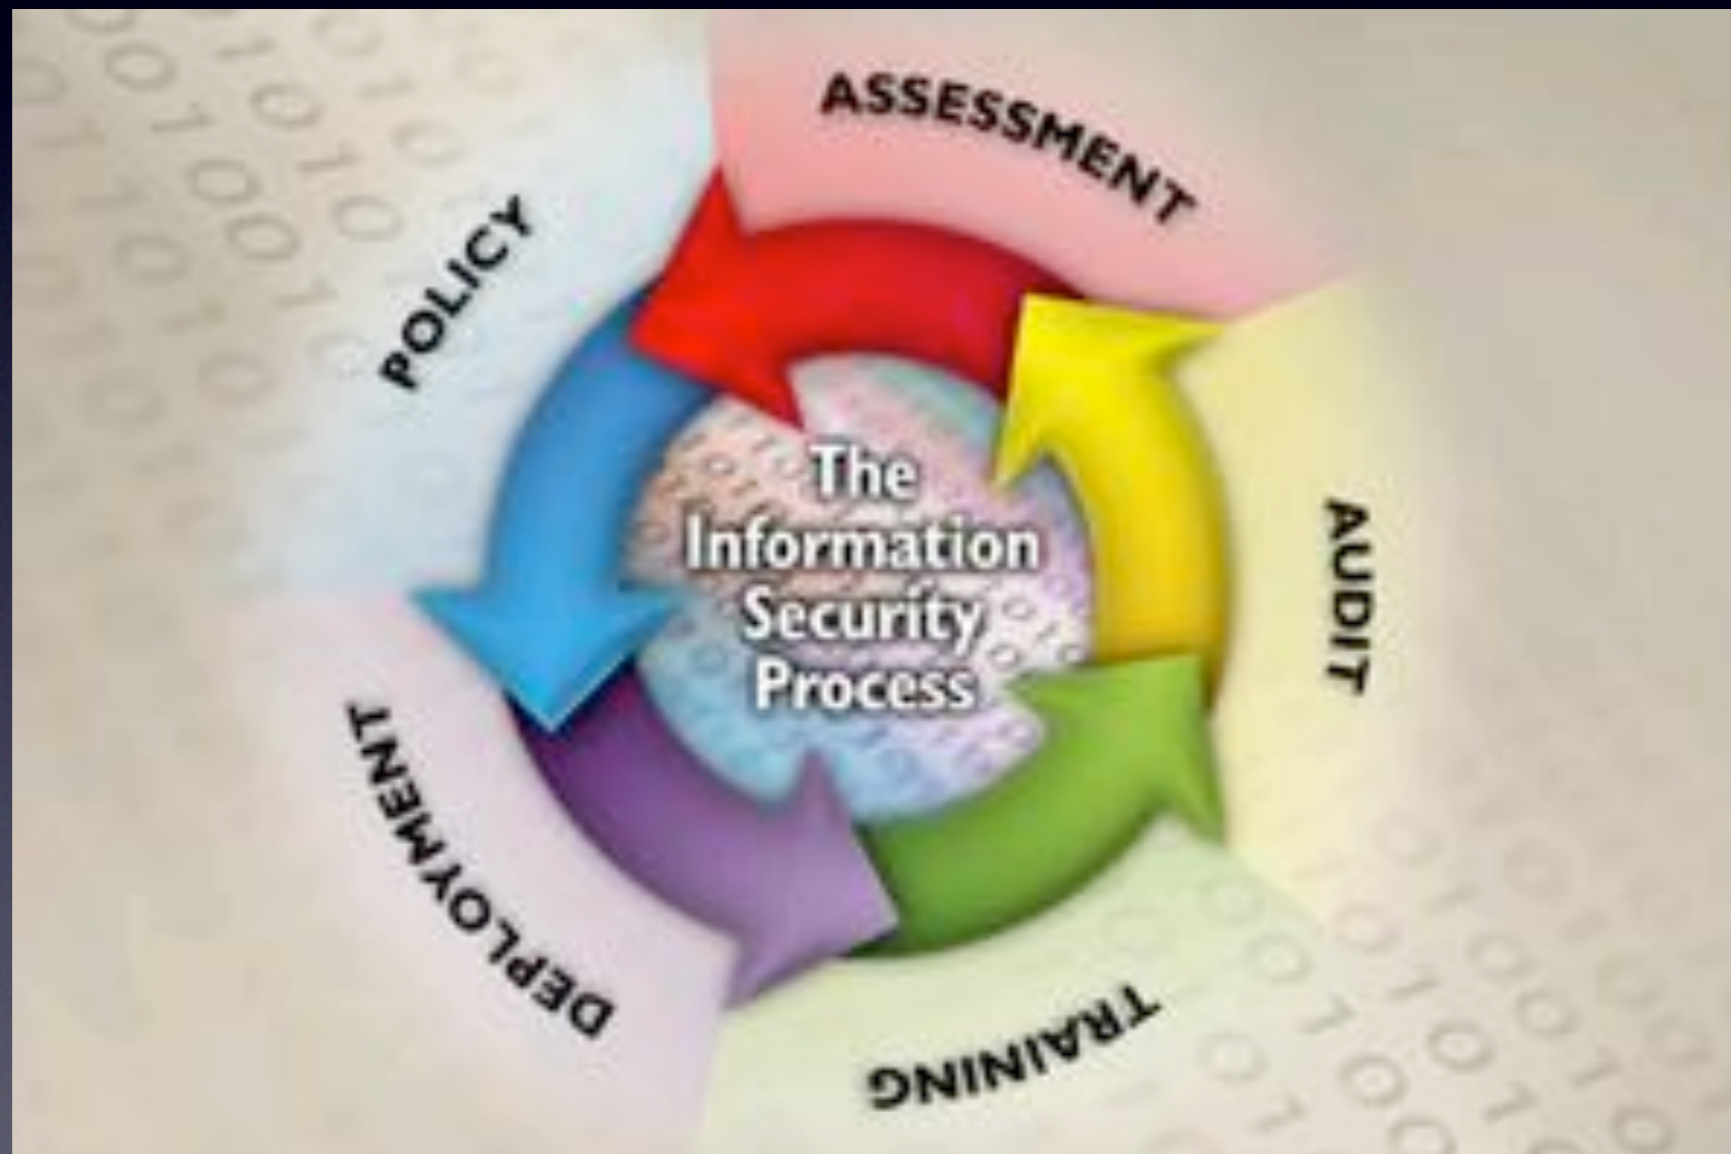 ASSESSMENT
POLICY
The
Information
Security
Process
AUDIT
DEPLOYMENT
TRAINING